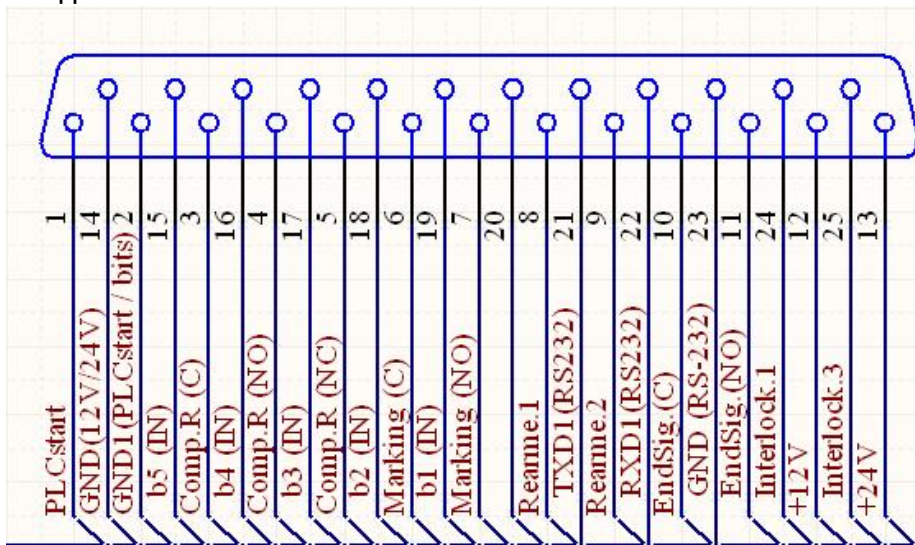 1
14
2
15
3
16
4
17
5
18
6
19
7
20
8
21
9
22
10
23
11
24
12
25
13
PLCstart
GND(12V/24V)
GND1(PLCstart / bits)
b5 (IN)
Comp.R (C)
b4 (IN)
Comp.R (NO)
b3 (IN)
Comp.R (NC)
b2 (IN)
Marking (C)
b1 (IN)
Marking (NO)
Rearme.1
TXD1(RS232)
Rearme.2
RXD1(RS232)
EndSig.(C)
GND (RS-232)
EndSig.(NO)
Interlock.1
+12V
Interlock.3
+24V